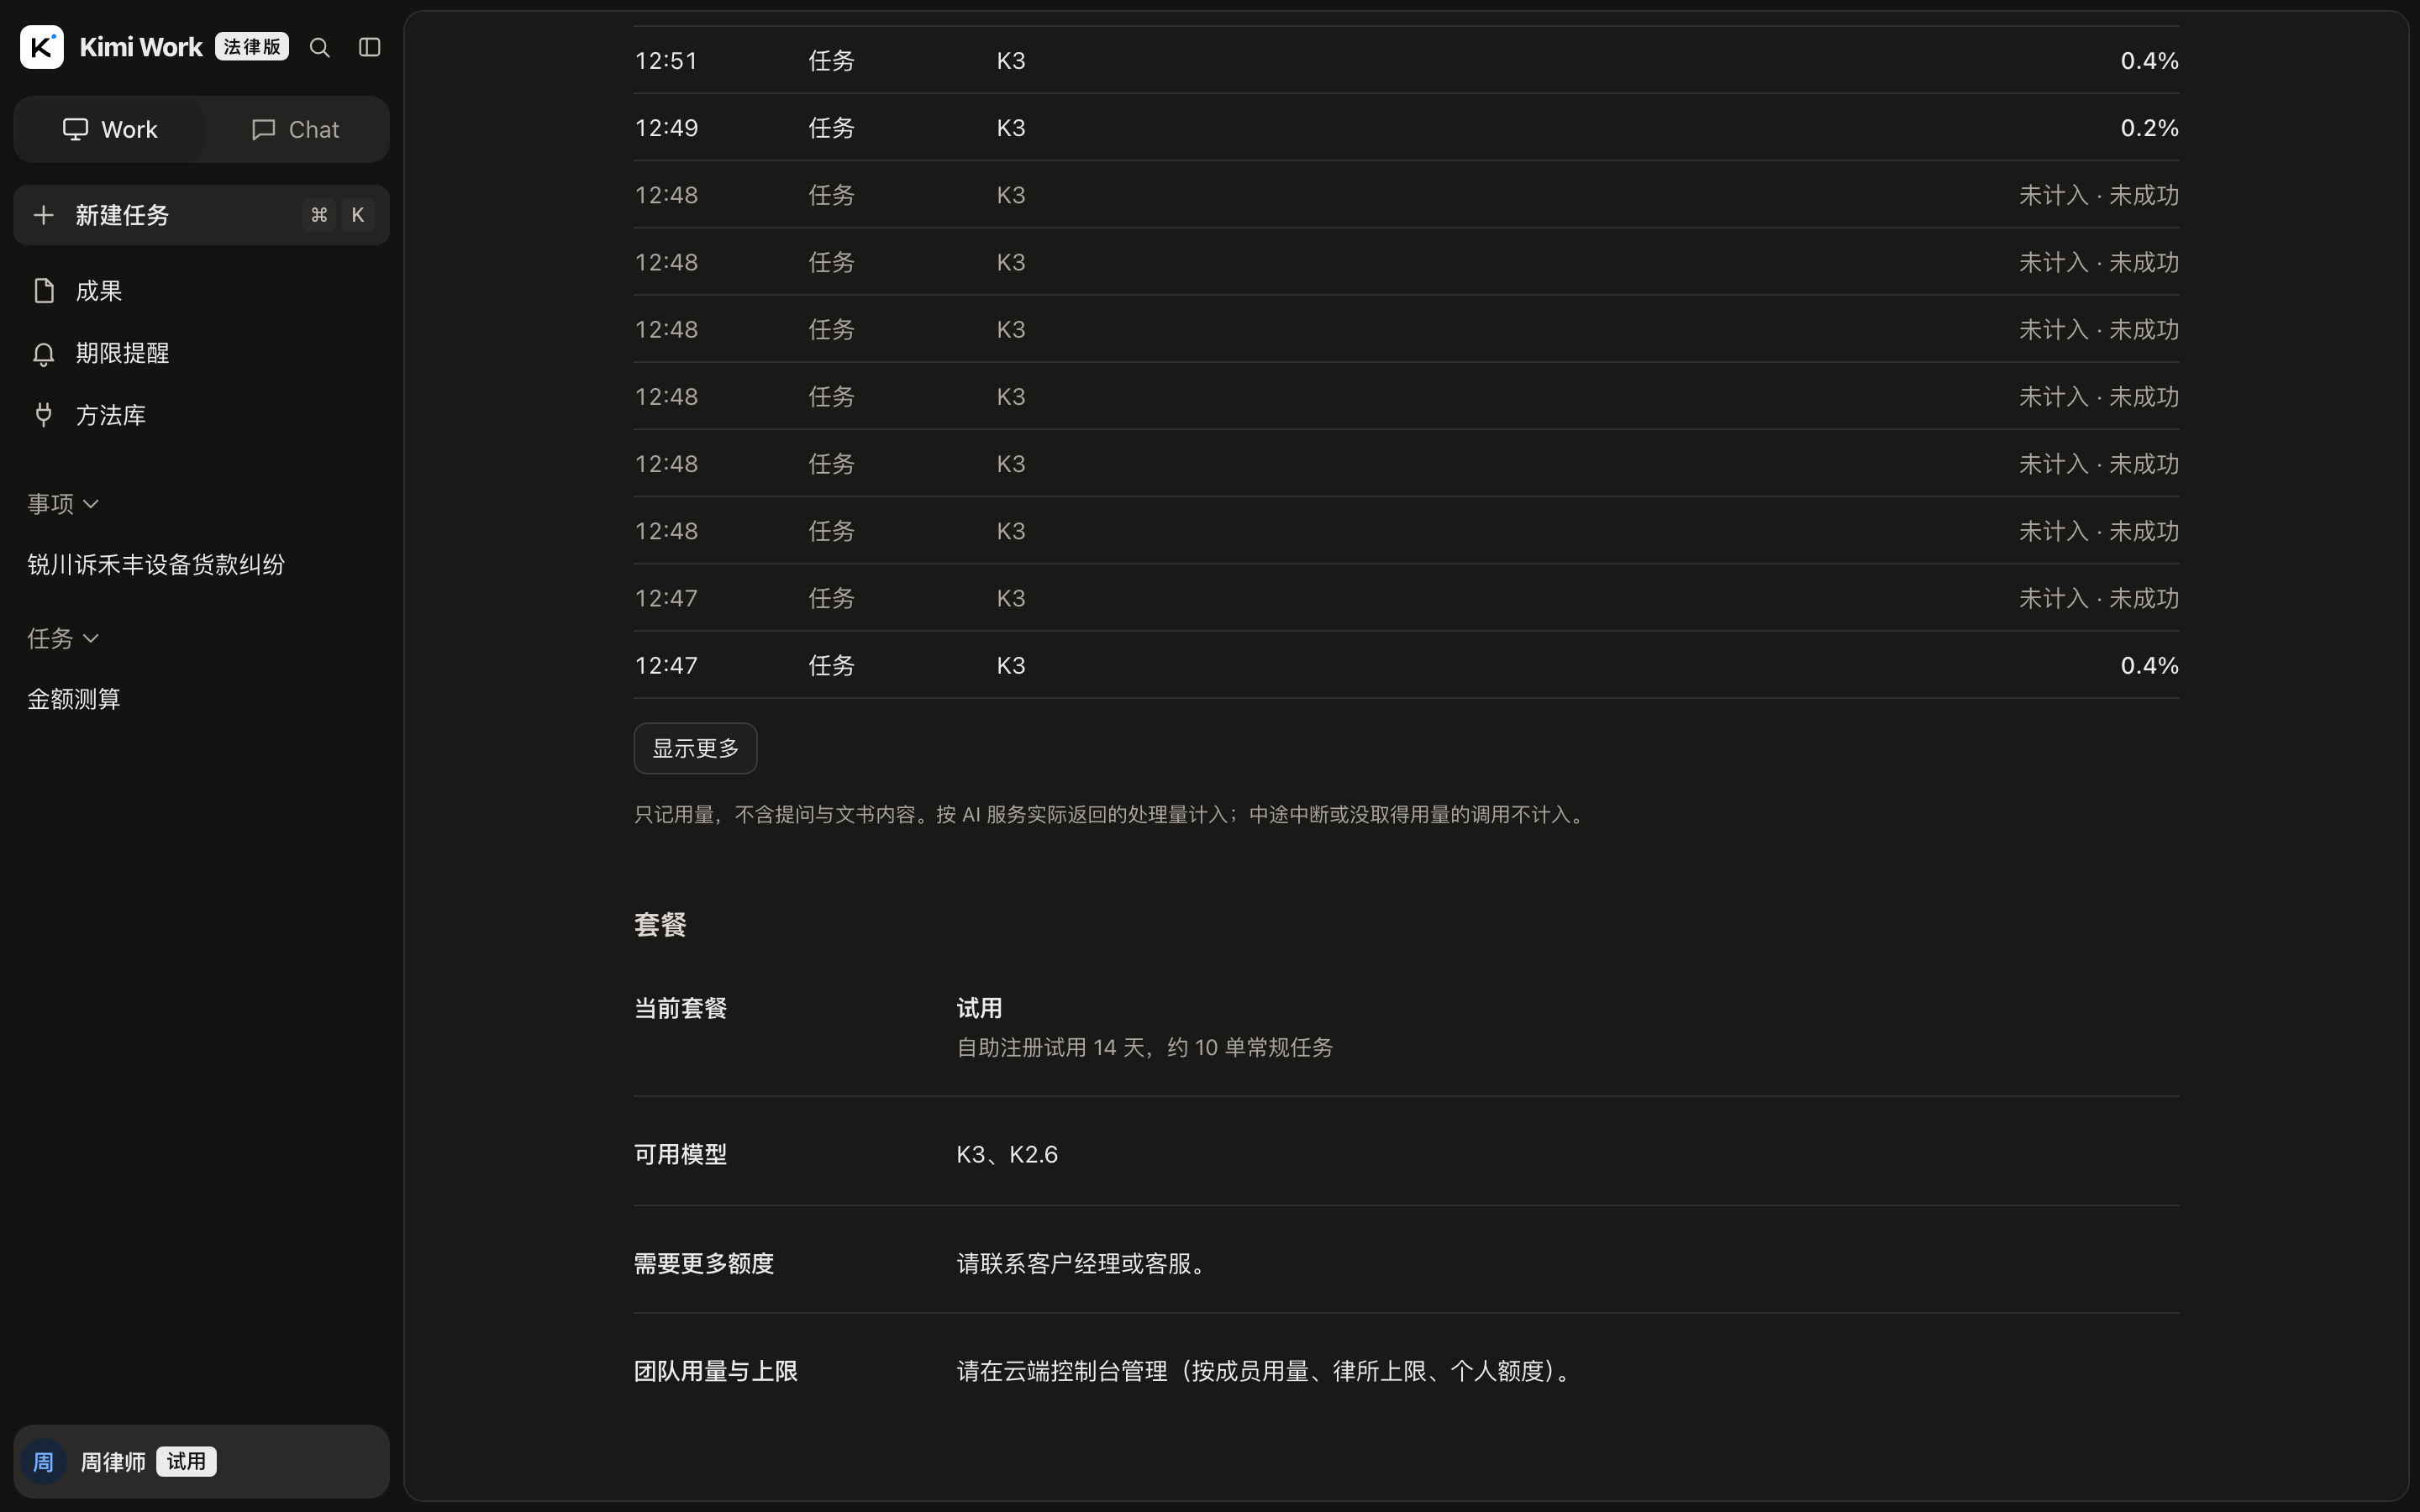 Kimi Work 法律版
Work
Chat
新建任务 ⌘ K
成果
期限提醒
方法库
事项
锐川诉禾丰设备货款纠纷
任务
金额测算
周 周律师 试用
12:51 任务 K3 0.4%
12:49 任务 K3 0.2%
12:48 任务 K3 未计入 · 未成功
12:48 任务 K3 未计入 · 未成功
12:48 任务 K3 未计入 · 未成功
12:48 任务 K3 未计入 · 未成功
12:48 任务 K3 未计入 · 未成功
12:48 任务 K3 未计入 · 未成功
12:47 任务 K3 未计入 · 未成功
12:47 任务 K3 0.4%
显示更多
只记用量，不含提问与文书内容。按 AI 服务实际返回的处理量计入；中途中断或没取得用量的调用不计入。
套餐
当前套餐 试用
自助注册试用 14 天，约 10 单常规任务
可用模型 K3、K2.6
需要更多额度 请联系客户经理或客服。
团队用量与上限 请在云端控制台管理（按成员用量、律所上限、个人额度）。